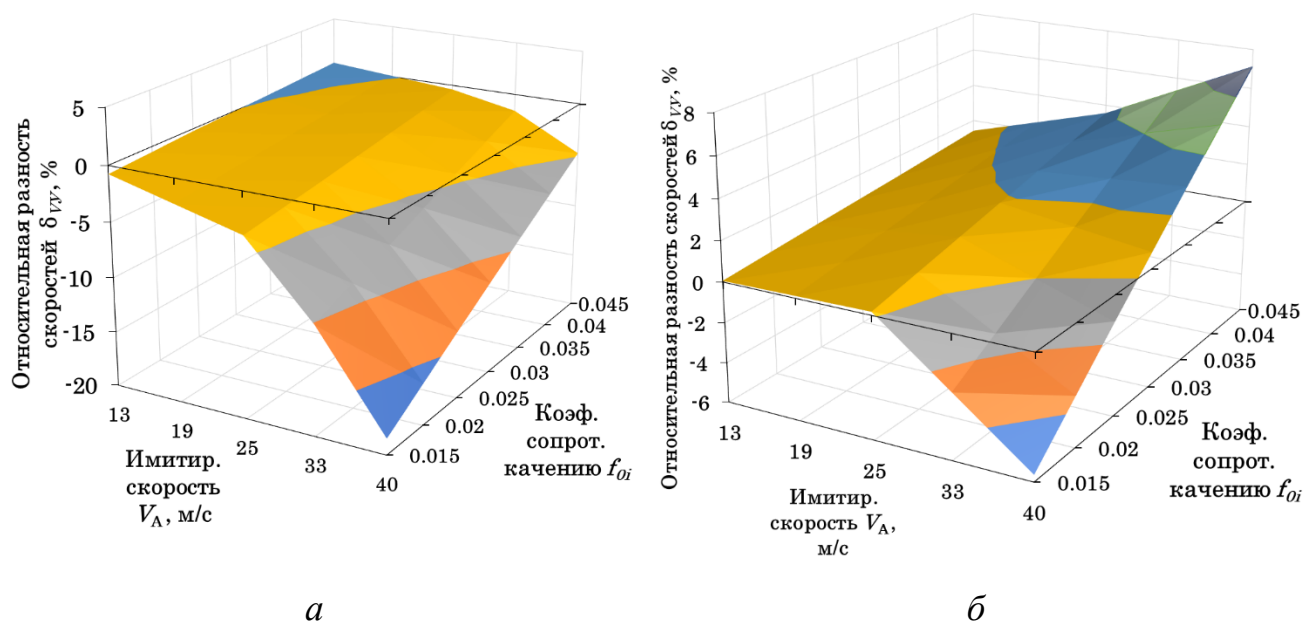 Относительная разность
скоростей δVY, %
5
0
-5
-10
-15
-20
13
19
25
33
40
Имитир.
скорость
VА, м/с
0.015
0.02
0.025
0.03
0.035
0.04
0.045
Коэф.
сопрот.
качению f0i
а
Относительная разность скоростей δVY, %
8
6
4
2
0
-2
-4
-6
13
19
25
33
40
Имитир.
скорость VА,
м/с
0.015
0.02
0.025
0.03
0.035
0.04
0.045
Коэф.
сопрот.
качению f0i
б